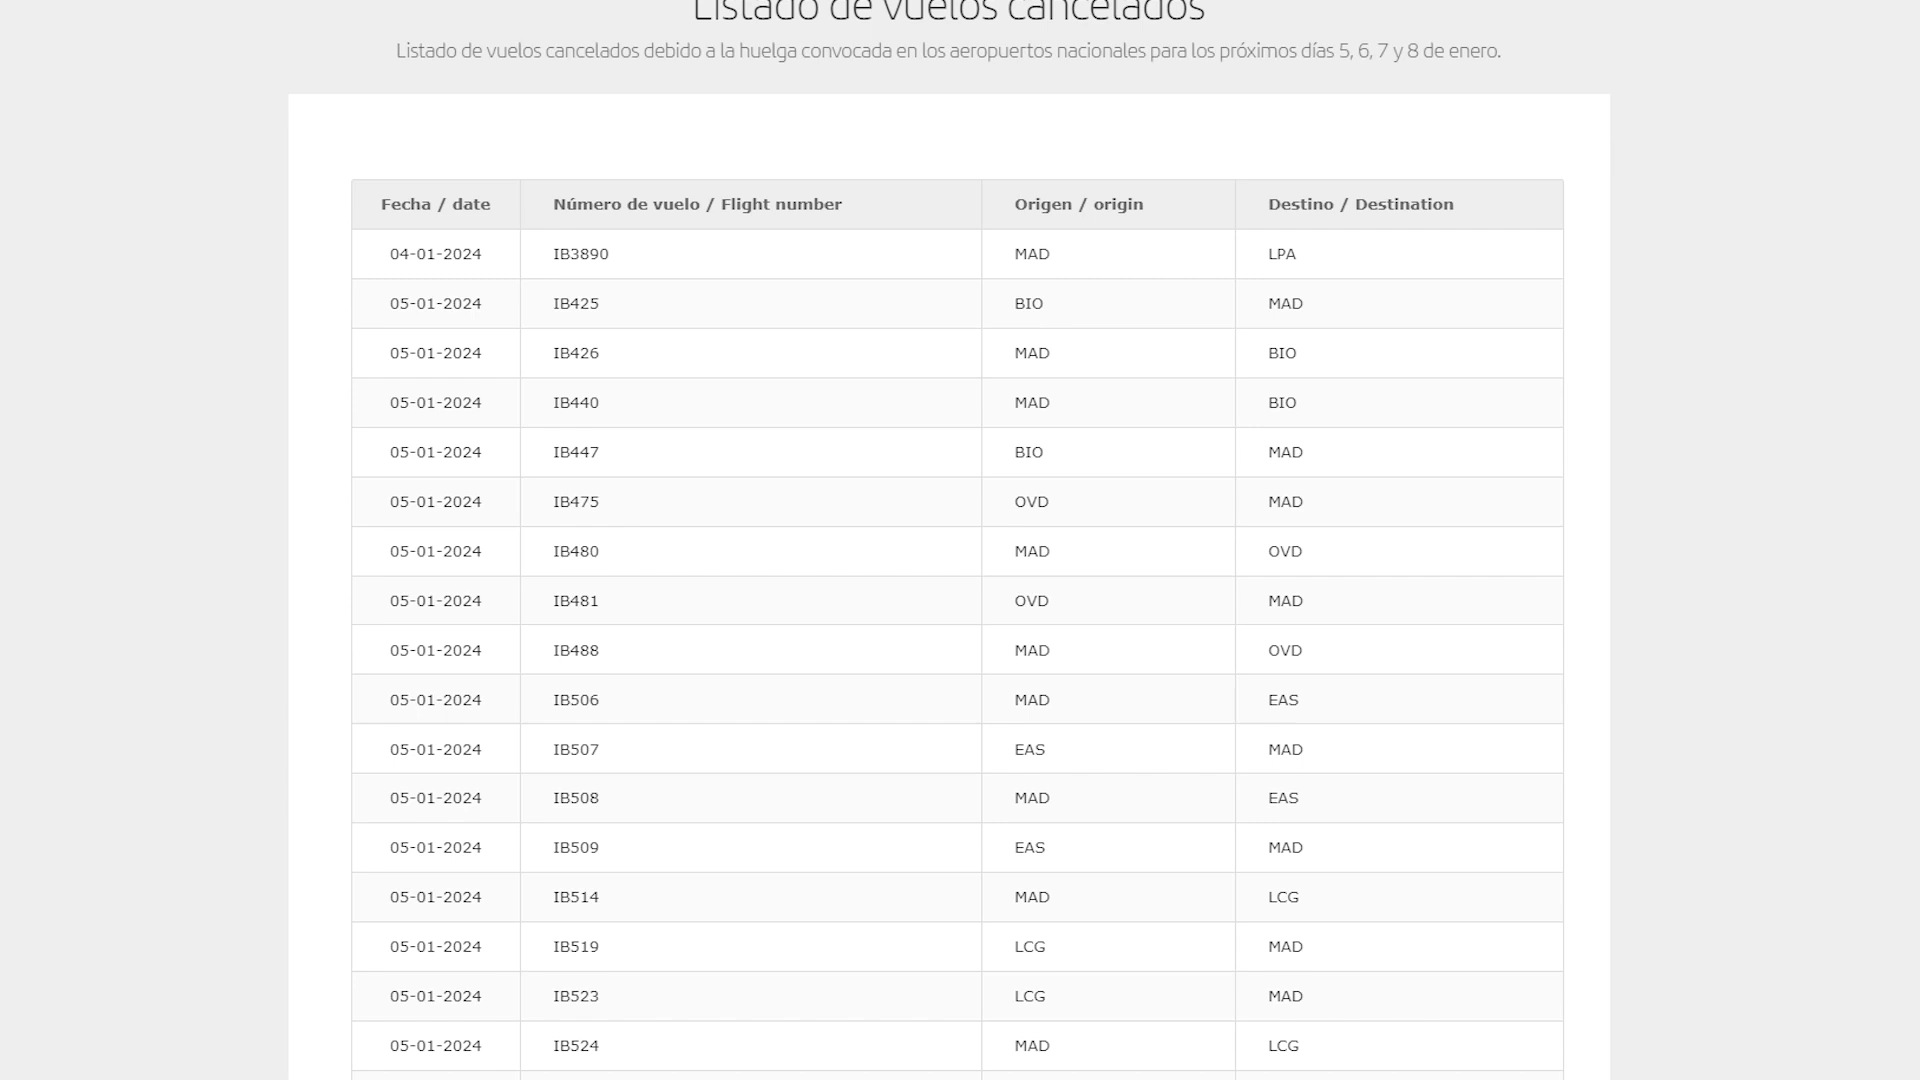 Listado de vuelos cancelados
Listado de vuelos cancelados debido a la huelga convocada en los aeropuertos nacionales para los próximos días 5, 6, 7 y 8 de enero.
Fecha / date Número de vuelo / Flight number Origen / origin Destino / Destination
04-01-2024 IB3890 MAD LPA
05-01-2024 IB425 BIO MAD
05-01-2024 IB426 MAD BIO
05-01-2024 IB440 MAD BIO
05-01-2024 IB447 BIO MAD
05-01-2024 IB475 OVD MAD
05-01-2024 IB480 MAD OVD
05-01-2024 IB481 OVD MAD
05-01-2024 IB488 MAD OVD
05-01-2024 IB506 MAD EAS
05-01-2024 IB507 EAS MAD
05-01-2024 IB508 MAD EAS
05-01-2024 IB509 EAS MAD
05-01-2024 IB514 MAD LCG
05-01-2024 IB519 LCG MAD
05-01-2024 IB523 LCG MAD
05-01-2024 IB524 MAD LCG